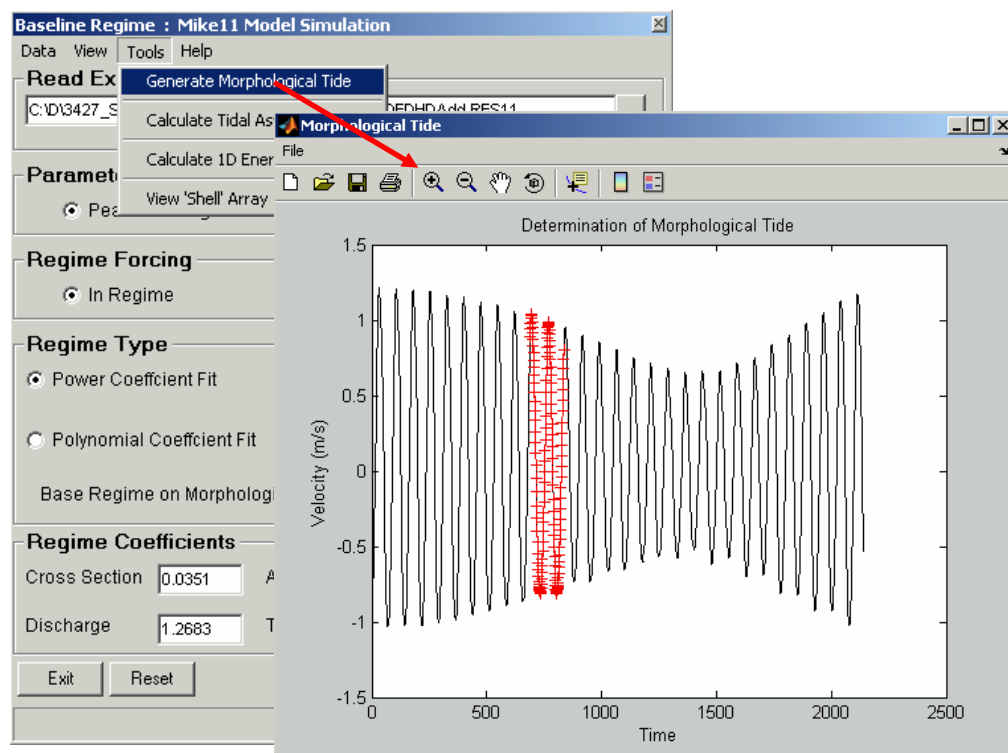 Baseline Regime : Mike11 Model Simulation
Data View Tools Help
Read Ex
Generate Morphological Tide
C:\D\3427_S
Calculate Tidal As
Calculate 1D Ener
View 'Shell' Array
Paramet
Pea
Regime Forcing
In Regime
Regime Type
Power Coeffcient Fit
Polynomial Coeffcient Fit
Base Regime on Morphologi
Regime Coefficients
Cross Section 0.0351 A
Discharge 1.2683 T
Exit Reset
Morphological Tide
File
Determination of Morphological Tide
1.5
1
0.5
0
-0.5
-1
-1.5
Velocity (m/s)
0 500 1000 1500 2000 2500
Time